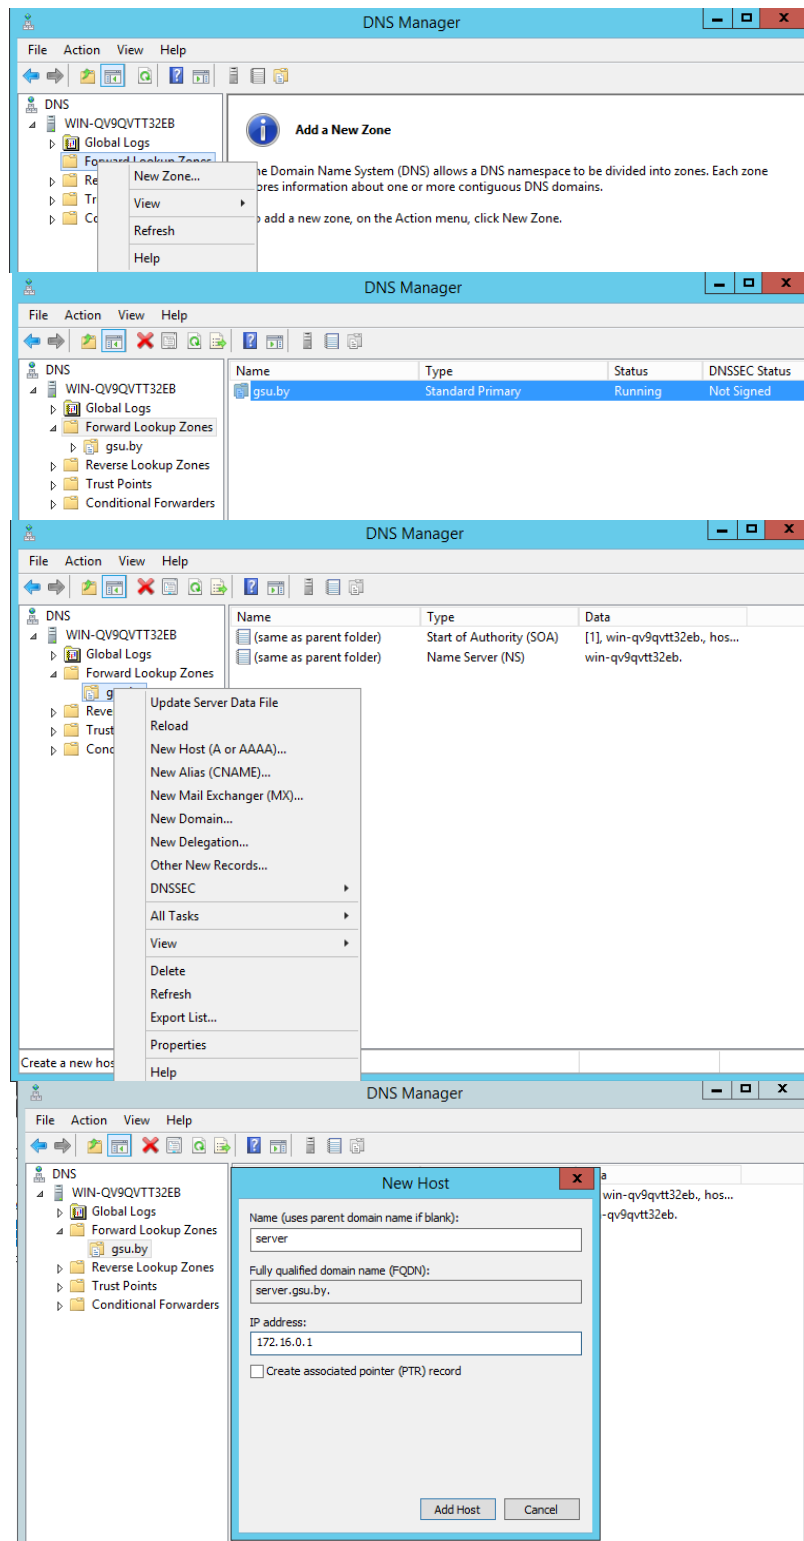 DNS Manager
File Action View Help
DNS
WIN-QV9QVTT32EB
Global Logs
Forward Lookup Zones
Re
Tr
Co
New Zone...
View
Refresh
Help
Add a New Zone
e Domain Name System (DNS) allows a DNS namespace to be divided into zones. Each zone
ores information about one or more contiguous DNS domains.
add a new zone, on the Action menu, click New Zone.
DNS Manager
File Action View Help
DNS
WIN-QV9QVTT32EB
Global Logs
Forward Lookup Zones
gsu.by
Reverse Lookup Zones
Trust Points
Conditional Forwarders
Name Type Status DNSSEC Status
gsu.by Standard Primary Running Not Signed
DNS Manager
File Action View Help
DNS
WIN-QV9QVTT32EB
Global Logs
Forward Lookup Zones
g
Reve
Trust
Cond
Name Type Data
(same as parent folder) Start of Authority (SOA) [1], win-qv9qvtt32eb., hos...
(same as parent folder) Name Server (NS) win-qv9qvtt32eb.
Update Server Data File
Reload
New Host (A or AAAA)...
New Alias (CNAME)...
New Mail Exchanger (MX)...
New Domain...
New Delegation...
Other New Records...
DNSSEC
All Tasks
View
Delete
Refresh
Export List...
Properties
Help
Create a new hos
DNS Manager
File Action View Help
DNS
WIN-QV9QVTT32EB
Global Logs
Forward Lookup Zones
gsu.by
Reverse Lookup Zones
Trust Points
Conditional Forwarders
a
win-qv9qvtt32eb., hos...
-qv9qvtt32eb.
New Host
Name (uses parent domain name if blank):
server
Fully qualified domain name (FQDN):
server.gsu.by.
IP address:
172.16.0.1
Create associated pointer (PTR) record
Add Host Cancel